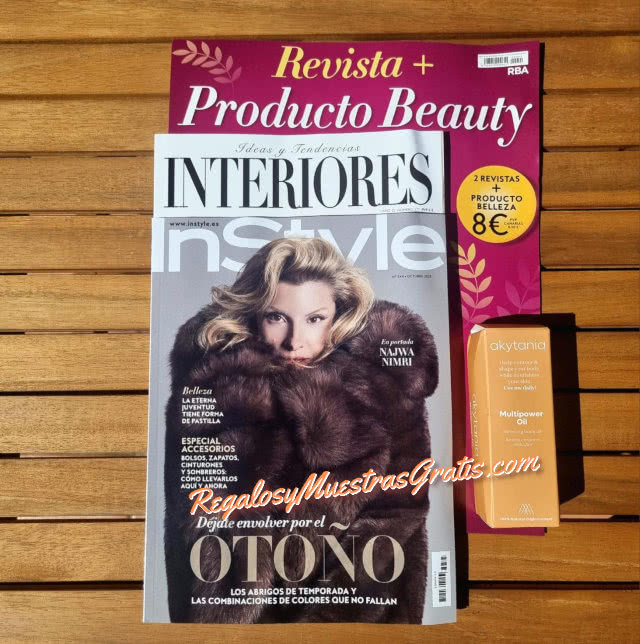 Revista +
RBA
Producto Beauty
Ideas y Tendencias
INTERIORES
2 REVISTAS
+
PRODUCTO
BELLEZA
8€
PVP
CANARIAS
www.instyle.es
inStyle
OCTUBRE
En portada
NAJWA
NIMRI
akytania
Multipower
Oil
Belleza
LA ETERNA
JUVENTUD
TIENE FORMA
DE PASTILLA
ESPECIAL
ACCESORIOS
BOLSOS, ZAPATOS,
CINTURONES
Y SOMBREROS:
CÓMO LLEVARLOS
AQUÍ Y AHORA
RegalosyMuestrasGratis.com
Déjate envolver por el
OTOÑO
LOS ABRIGOS DE TEMPORADA Y
LAS COMBINACIONES DE COLORES QUE NO FALLAN